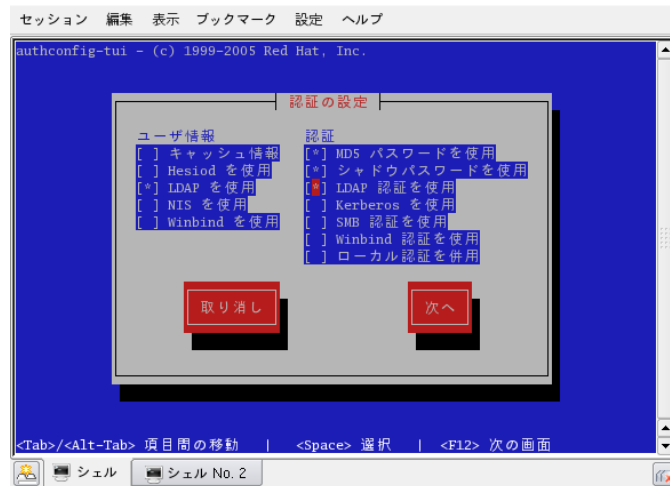 セッション 編集 表示 ブックマーク 設定 ヘルプ
authconfig-tui - (c) 1999-2005 Red Hat, Inc.
認証の設定
ユーザ情報 認証
[ ] キャッシュ情報 [*] MD5 パスワードを使用
[ ] Hesiod を使用 [*] シャドウパスワードを使用
[*] LDAP を使用 [*] LDAP 認証を使用
[ ] NIS を使用 [ ] Kerberos を使用
[ ] Winbind を使用 [ ] SMB 認証を使用
[ ] Winbind 認証を使用
[ ] ローカル認証を併用
取り消し 次へ
<Tab>/<Alt-Tab> 項目間の移動 | <Space> 選択 | <F12> 次の画面
シェル シェル No. 2